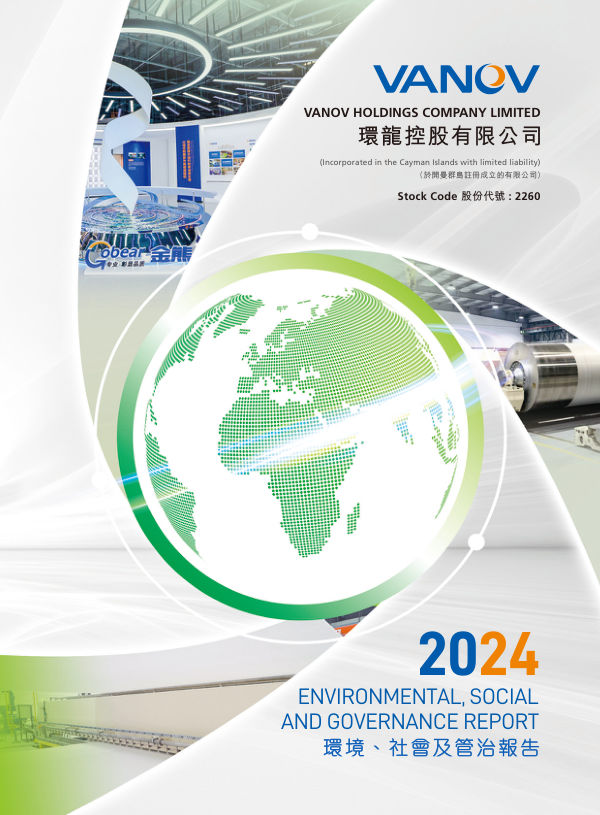 VANOV
VANOV HOLDINGS COMPANY LIMITED
環龍控股有限公司
(Incorporated in the Cayman Islands with limited liability)
(於開曼群島註冊成立的有限公司)
Stock Code 股份代號 : 2260
Gobear 金熊
2024
ENVIRONMENTAL, SOCIAL
AND GOVERNANCE REPORT
環境、社會及管治報告